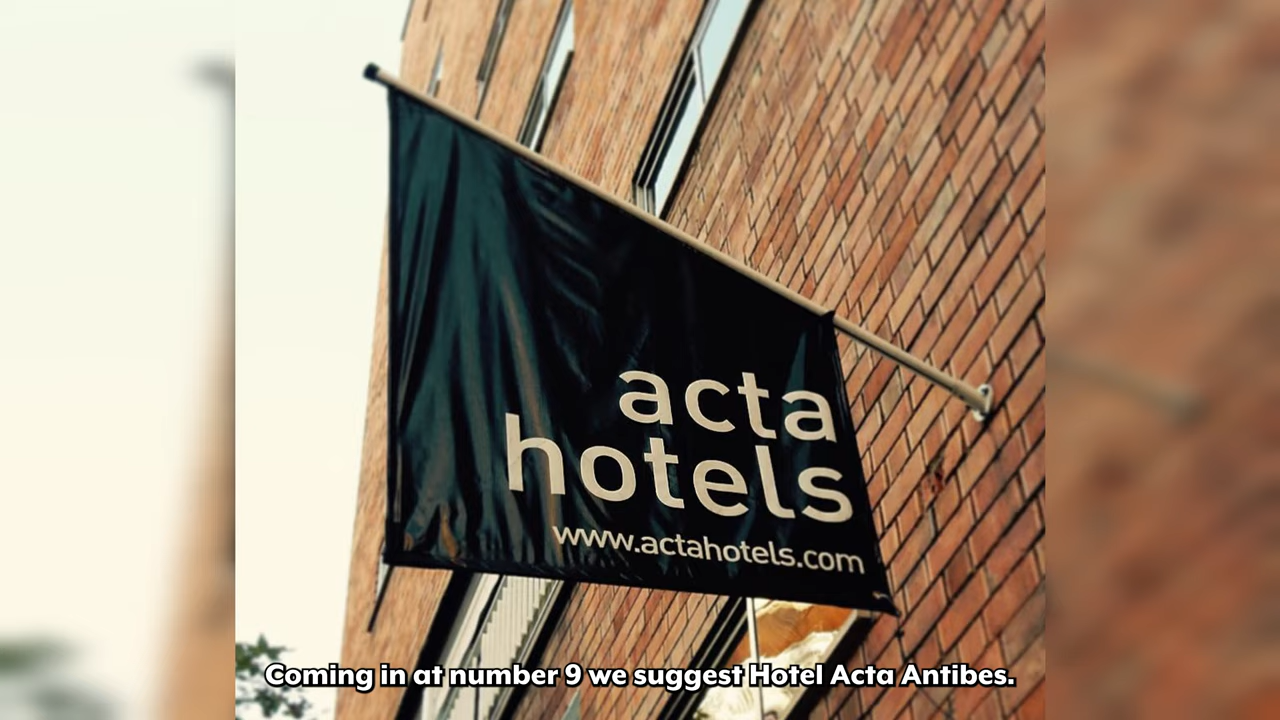 acta
hotels
www.actahotels.com
Coming in at number 9 we suggest Hotel Acta Antibes.